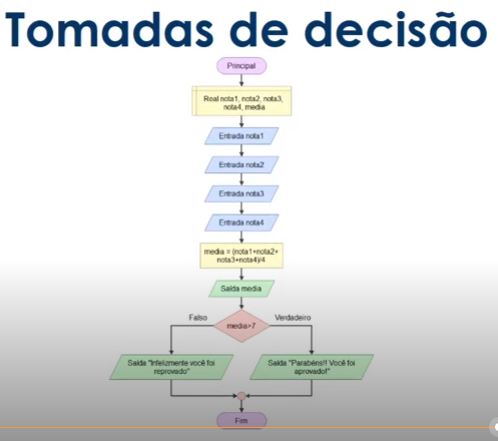 Tomadas de decisão
Principal
Real nota1, nota2, nota3,
nota4, media
Entrada nota1
Entrada nota2
Entrada nota3
Entrada nota4
media = (nota1+nota2+
nota3+nota4)/4
Saída media
Falso
Verdadeiro
media>7
Saída "Infelizmente você foi
reprovado"
Saída "Parabéns!! Você foi
aprovado!"
Fim